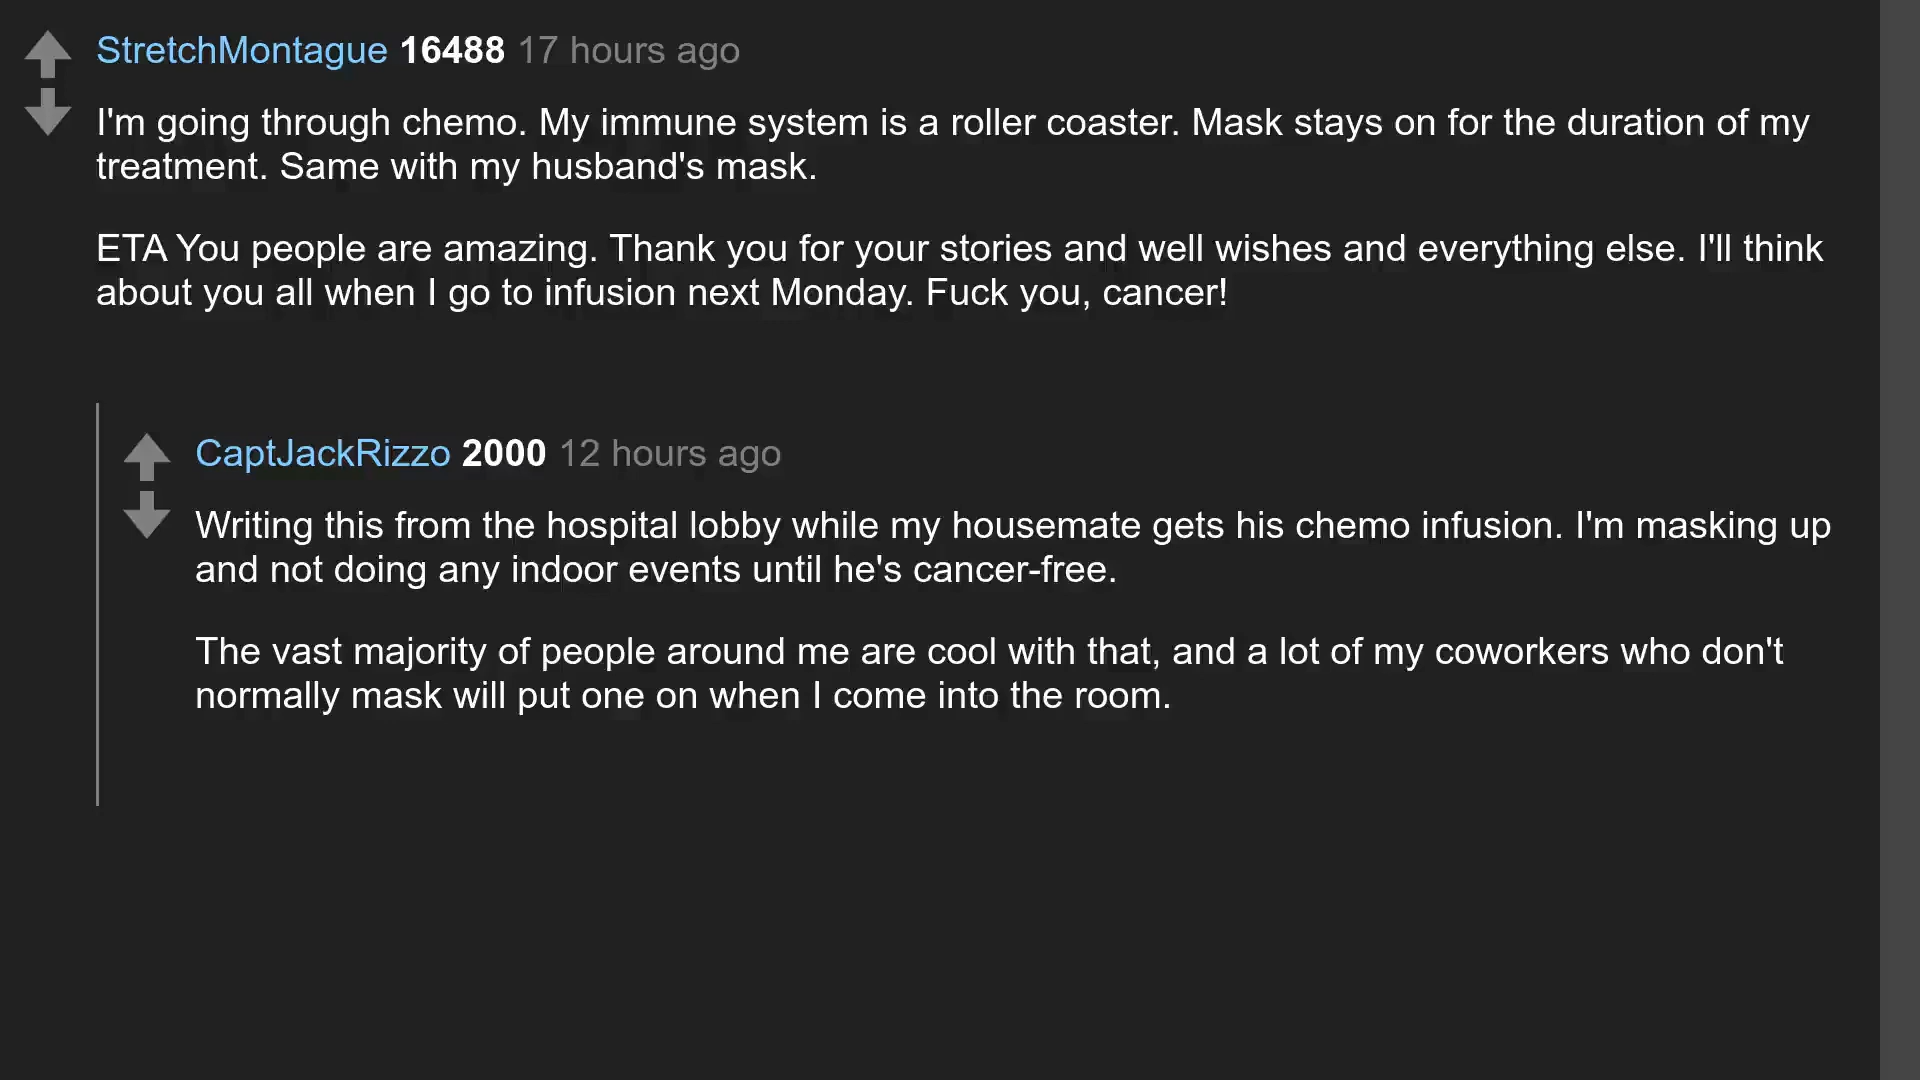 StretchMontague 16488 17 hours ago
I'm going through chemo. My immune system is a roller coaster. Mask stays on for the duration of my
treatment. Same with my husband's mask.
ETA You people are amazing. Thank you for your stories and well wishes and everything else. I'll think
about you all when I go to infusion next Monday. Fuck you, cancer!
CaptJackRizzo 2000 12 hours ago
Writing this from the hospital lobby while my housemate gets his chemo infusion. I'm masking up
and not doing any indoor events until he's cancer-free.
The vast majority of people around me are cool with that, and a lot of my coworkers who don't
normally mask will put one on when I come into the room.